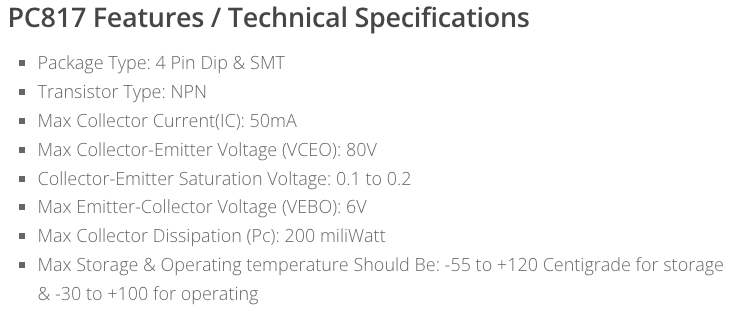 PC817 Features / Technical Specifications
▪ Package Type: 4 Pin Dip & SMT
▪ Transistor Type: NPN
▪ Max Collector Current(IC): 50mA
▪ Max Collector-Emitter Voltage (VCEO): 80V
▪ Collector-Emitter Saturation Voltage: 0.1 to 0.2
▪ Max Emitter-Collector Voltage (VEBO): 6V
▪ Max Collector Dissipation (Pc): 200 miliWatt
▪ Max Storage & Operating temperature Should Be: -55 to +120 Centigrade for storage
& -30 to +100 for operating